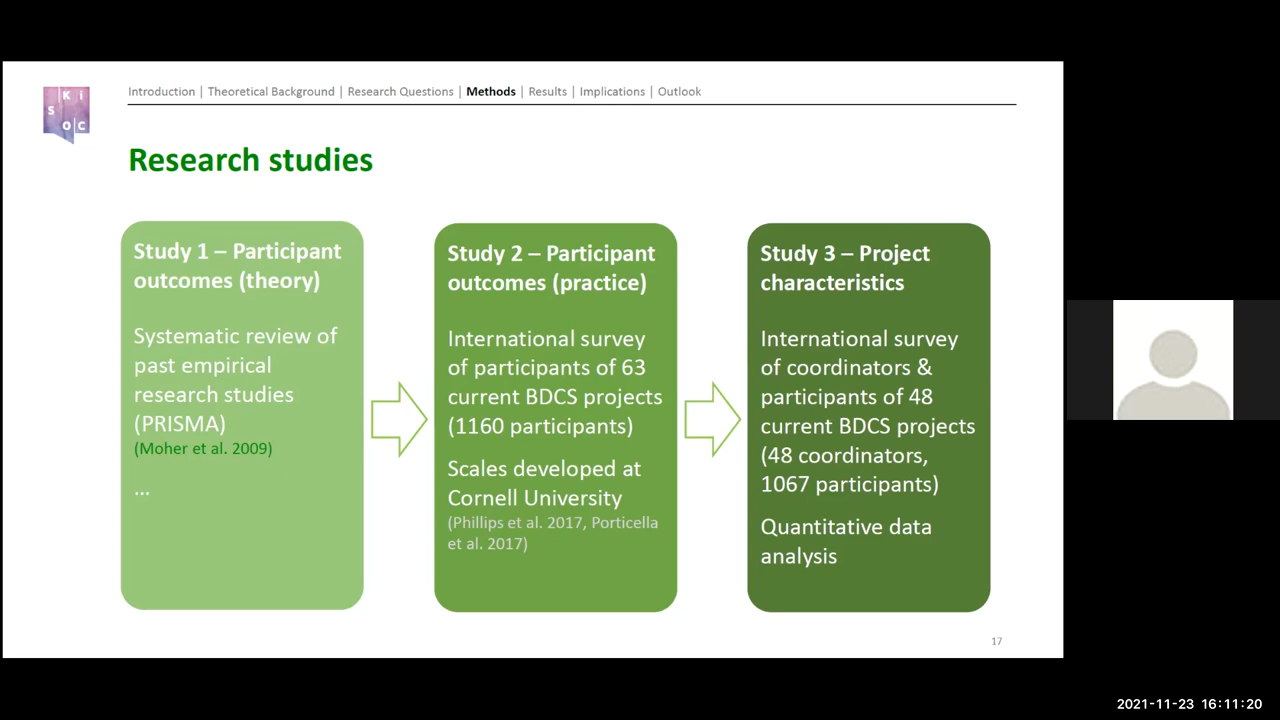 K i
S
O C
Introduction | Theoretical Background | Research Questions | Methods | Results | Implications | Outlook
Research studies
Study 1 – Participant
outcomes (theory)
Systematic review of
past empirical
research studies
(PRISMA)
(Moher et al. 2009)
...
Study 2 – Participant
outcomes (practice)
International survey
of participants of 63
current BDCS projects
(1160 participants)
Scales developed at
Cornell University
(Phillips et al. 2017, Porticella
et al. 2017)
Study 3 – Project
characteristics
International survey
of coordinators &
participants of 48
current BDCS projects
(48 coordinators,
1067 participants)
Quantitative data
analysis
17
2021-11-23 16:11:20